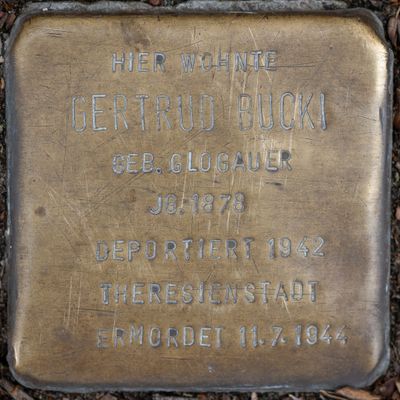 HIER WOHNTE
GERTRUD BUCKI
GEB. GLOGAUER
JG. 1878
DEPORTIERT 1942
THERESIENSTADT
ERMORDET 11.7.1944